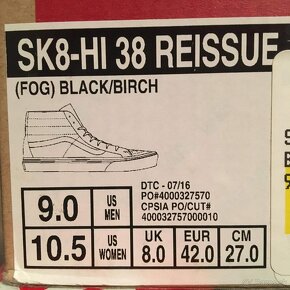 SK8-HI 38 REISSUE
(FOG) BLACK/BIRCH
DTC - 07/16
PO#4000327570
CPSIA PO/CUT#
400032757000010
9.0 US MEN
10.5 US WOMEN
UK 8.0
EUR 42.0
CM 27.0